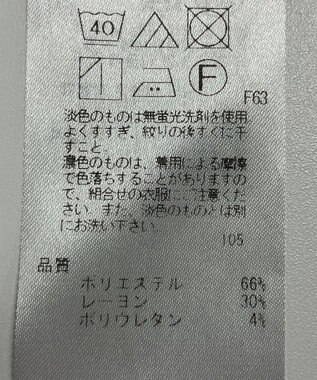 40
F
F63
淡色のものは無蛍光洗剤を使用
よくすすぎ、絞りの後すぐに干
すこと。
濃色のものは、着用による摩擦
で色落ちすることがありますの
で、組合せの衣服にご注意くだ
さい。また、淡色のものとは別
にお洗い下さい。
105
品質
ポリエステル 66%
レーヨン 30%
ポリウレタン 4%